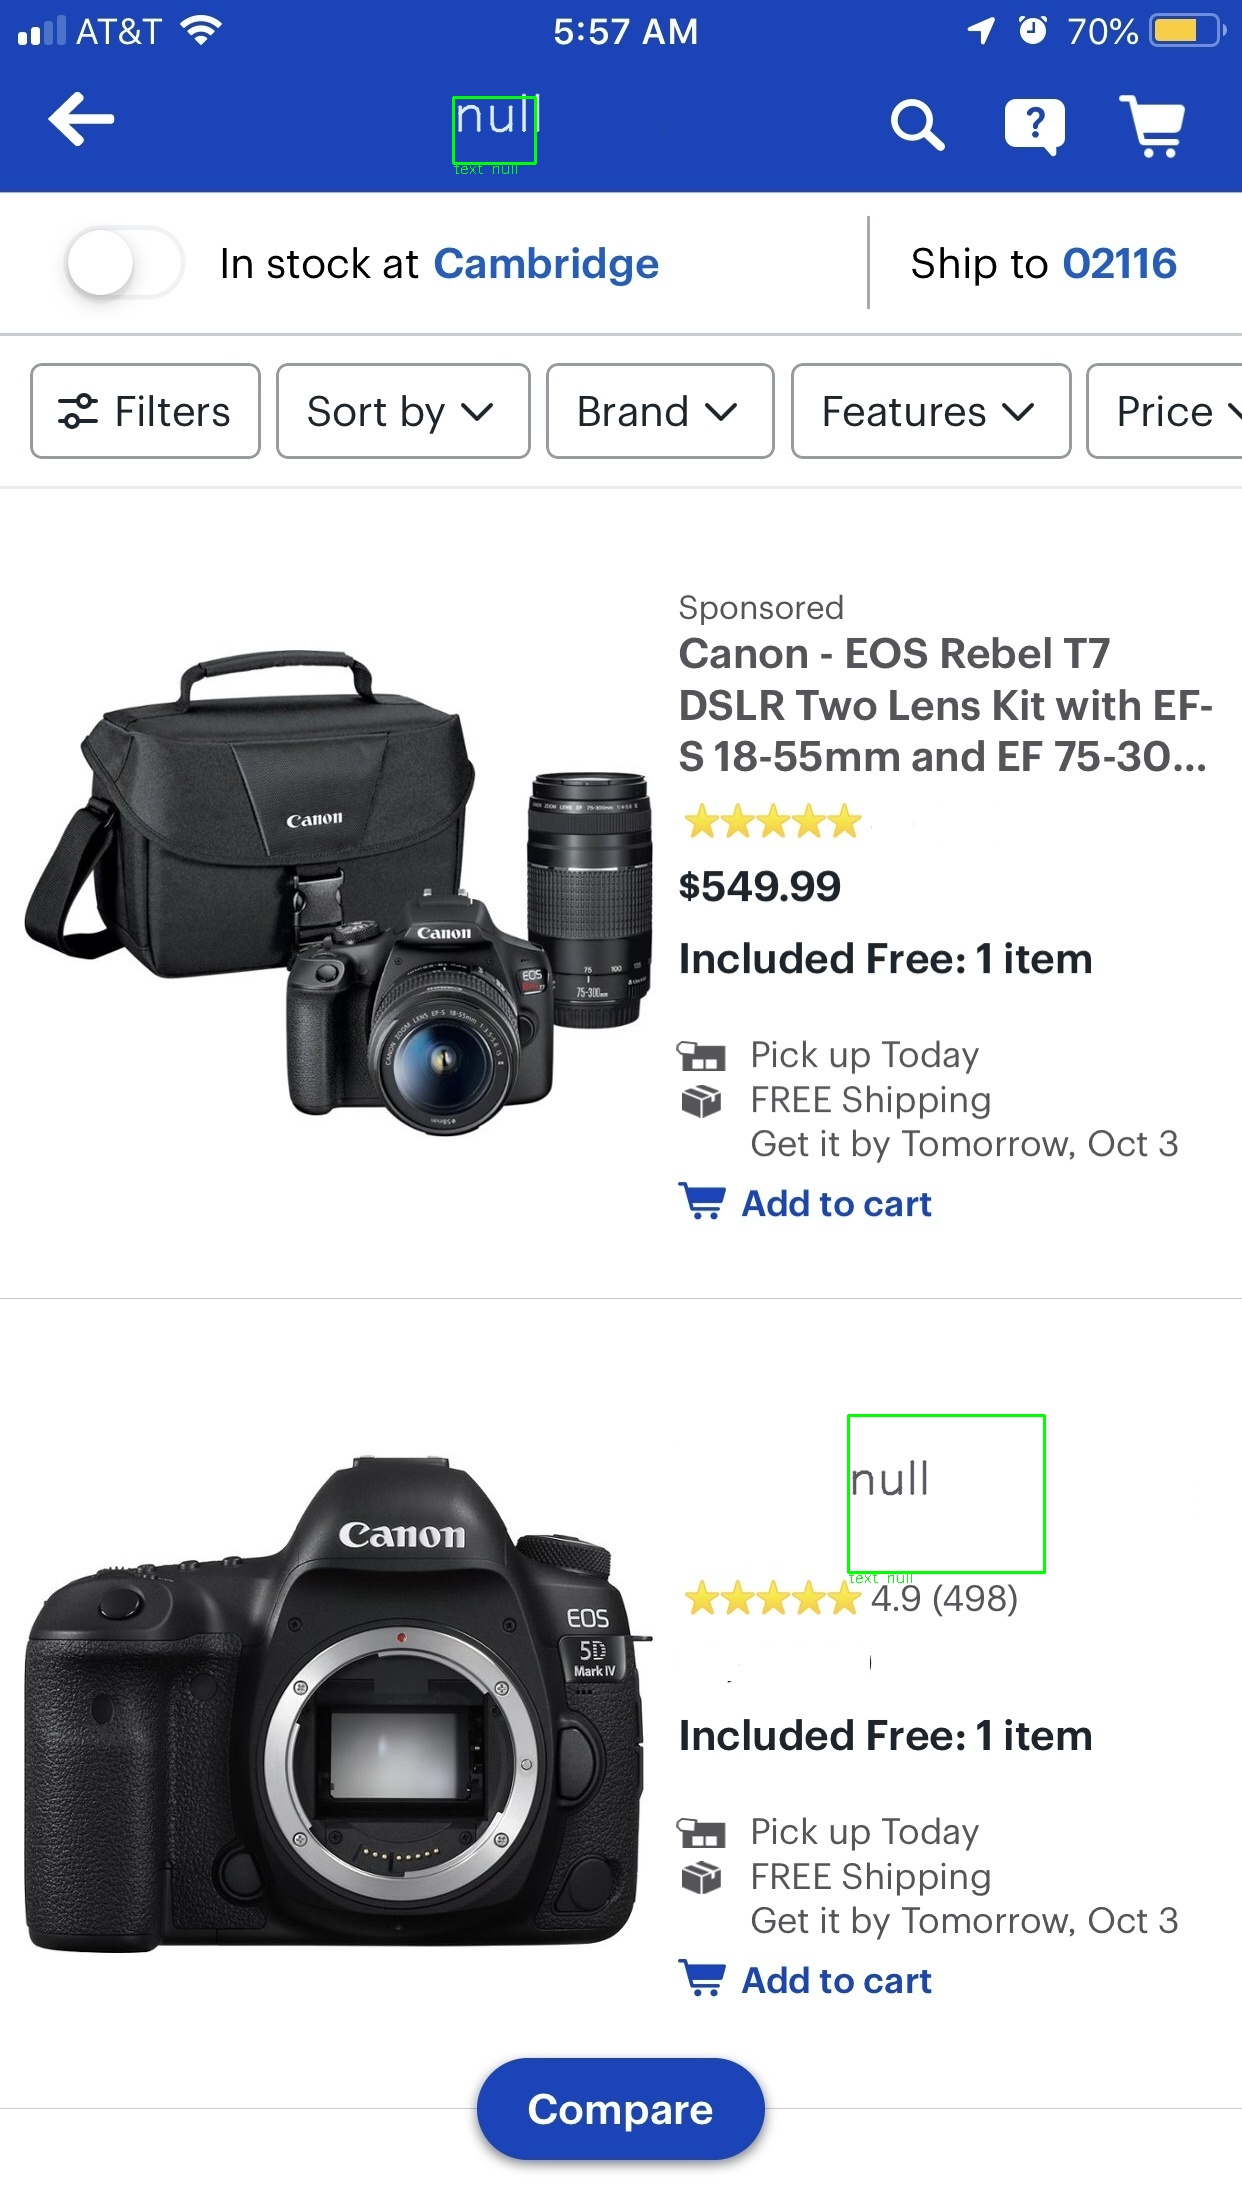 AT&T
5:57 AM
70%
null
text null
In stock at Cambridge
Ship to 02116
Filters
Sort by
Brand
Features
Price
Sponsored
Canon - EOS Rebel T7
DSLR Two Lens Kit with EF-
S 18-55mm and EF 75-30...
$549.99
Included Free: 1 item
Pick up Today
FREE Shipping
Get it by Tomorrow, Oct 3
Add to cart
Canon
Canon
EOS
75 100
75-300mm
null
text null
4.9 (498)
Included Free: 1 item
Pick up Today
FREE Shipping
Get it by Tomorrow, Oct 3
Add to cart
Canon
EOS
5D
Mark IV
Compare